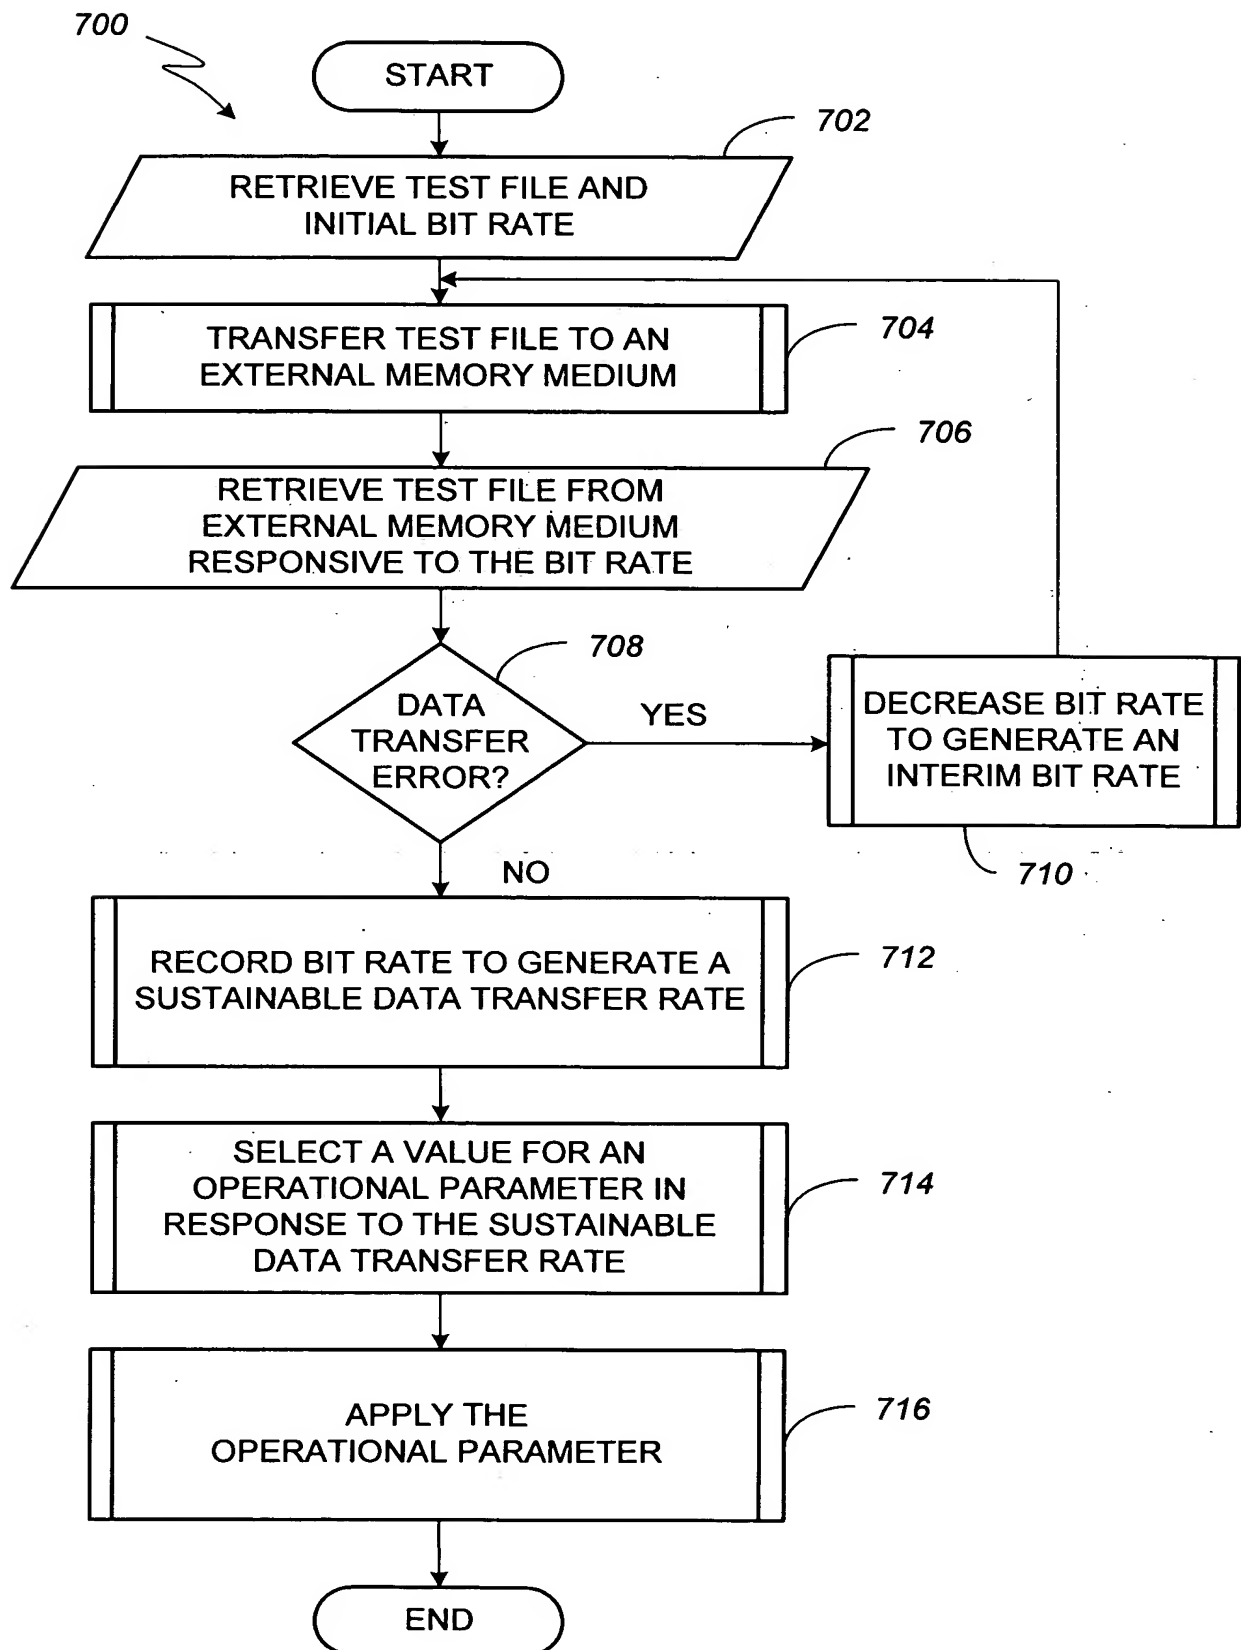 700
START
702
RETRIEVE TEST FILE AND
INITIAL BIT RATE
704
TRANSFER TEST FILE TO AN
EXTERNAL MEMORY MEDIUM
706
RETRIEVE TEST FILE FROM
EXTERNAL MEMORY MEDIUM
RESPONSIVE TO THE BIT RATE
708
DATA
TRANSFER
ERROR?
YES
DECREASE BIT RATE
TO GENERATE AN
INTERIM BIT RATE
710
NO
RECORD BIT RATE TO GENERATE A
SUSTAINABLE DATA TRANSFER RATE
712
SELECT A VALUE FOR AN
OPERATIONAL PARAMETER IN
RESPONSE TO THE SUSTAINABLE
DATA TRANSFER RATE
714
APPLY THE
OPERATIONAL PARAMETER
716
END